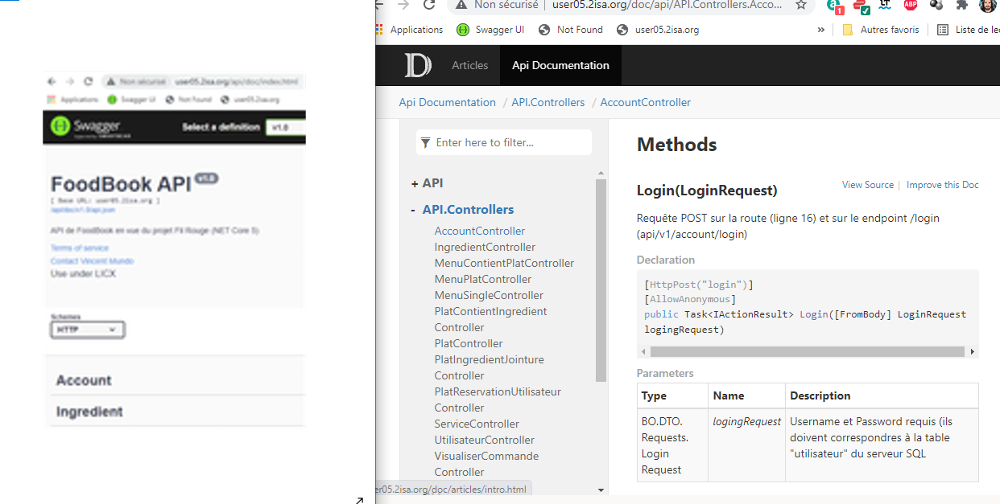 Non sécurisé user05.2isa.org/api/doc/index.html
Applications Swagger UI Not Found user05.2isa.org
Swagger
Select a definition v1.0
FoodBook API v1.0
[ Base URL: user05.2isa.org ]
API de FoodBook en vue du projet Fil Rouge (NET Core 5)
Terms of service
Contact Vincent Mundo
Use under LICX
Schemes
HTTP
Account
Ingredient
Non sécurisé user05.2isa.org/doc/api/API.Controllers.Acco...
a 1 LT ABP
Applications Swagger UI Not Found user05.2isa.org » Autres favoris Liste de le
Articles Api Documentation
Api Documentation / API.Controllers / AccountController
Enter here to filter...
+ API
- API.Controllers
AccountController
IngredientController
MenuContientPlatController
MenuPlatController
MenuSingleController
PlatContientIngredient
Controller
PlatController
PlatIngredientJointure
Controller
PlatReservationUtilisateur
Controller
ServiceController
UtilisateurController
VisualiserCommande
Controller
er05.2isa.org/doc/articles/intro.html
Methods
View Source | Improve this Doc
Login(LoginRequest)
Requête POST sur la route (ligne 16) et sur le endpoint /login
(api/v1/account/login)
Declaration
[HttpPost("login")]
[AllowAnonymous]
public Task<IActionResult> Login([FromBody] LoginRequest
logingRequest)
Parameters
Type Name Description
BO.DTO. logingRequest Username et Password requis (ils
Requests. doivent correspondres à la table
Login "utilisateur" du serveur SQL
Request